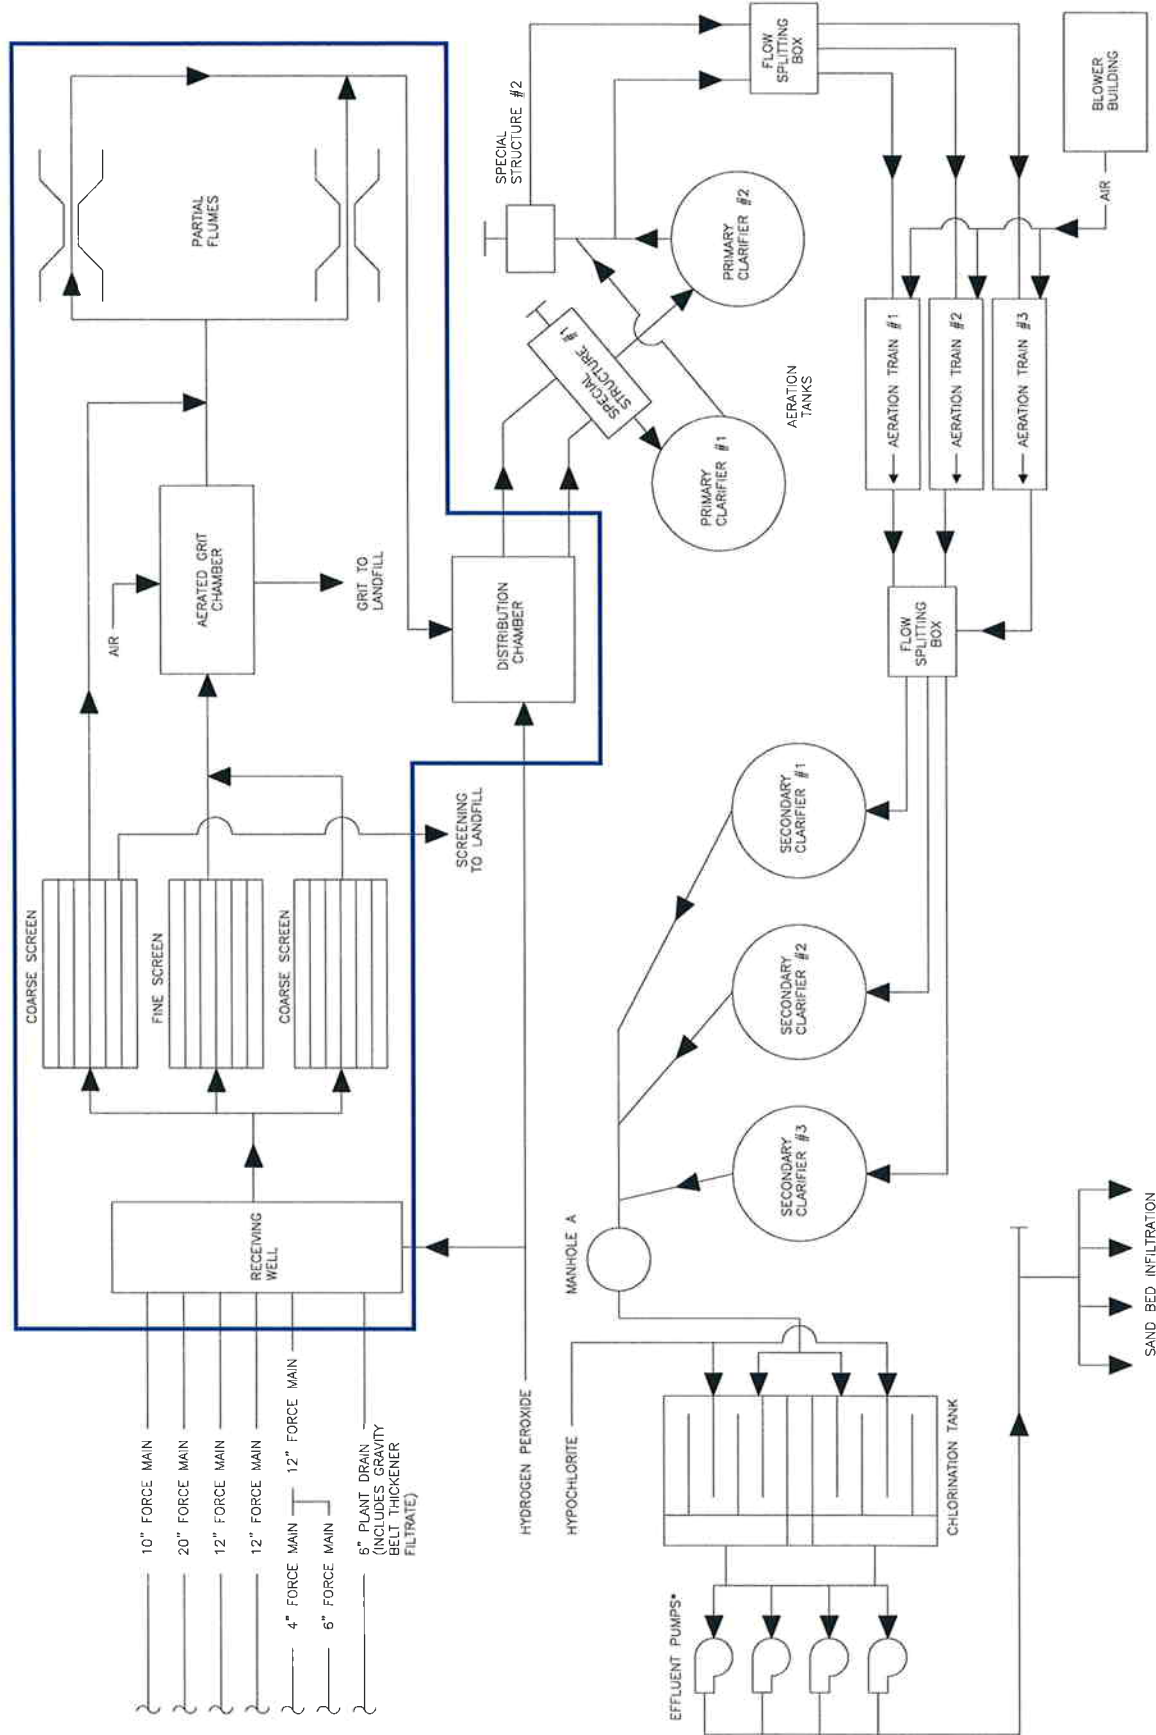 10" FORCE MAIN
20" FORCE MAIN
12" FORCE MAIN
12" FORCE MAIN
4" FORCE MAIN
12" FORCE MAIN
6" FORCE MAIN
6" PLANT DRAIN
(INCLUDES GRAVITY
BELT THICKENER
FILTRATE)
RECEIVING
WELL
COARSE SCREEN
FINE SCREEN
COARSE SCREEN
SCREENING
TO LANDFILL
AIR
AERATED GRIT
CHAMBER
GRIT TO
LANDFILL
PARTIAL
FLUMES
HYDROGEN PEROXIDE
DISTRIBUTION
CHAMBER
SPECIAL
STRUCTURE #1
SPECIAL
STRUCTURE #2
PRIMARY
CLARIFIER #1
PRIMARY
CLARIFIER #2
FLOW
SPLITTING
BOX
BLOWER
BUILDING
AIR
AERATION
TANKS
AERATION TRAIN #1
AERATION TRAIN #2
AERATION TRAIN #3
FLOW
SPLITTING
BOX
SECONDARY
CLARIFIER #1
SECONDARY
CLARIFIER #2
SECONDARY
CLARIFIER #3
MANHOLE A
HYPOCHLORITE
CHLORINATION TANK
EFFLUENT PUMPS*
SAND BED INFILTRATION